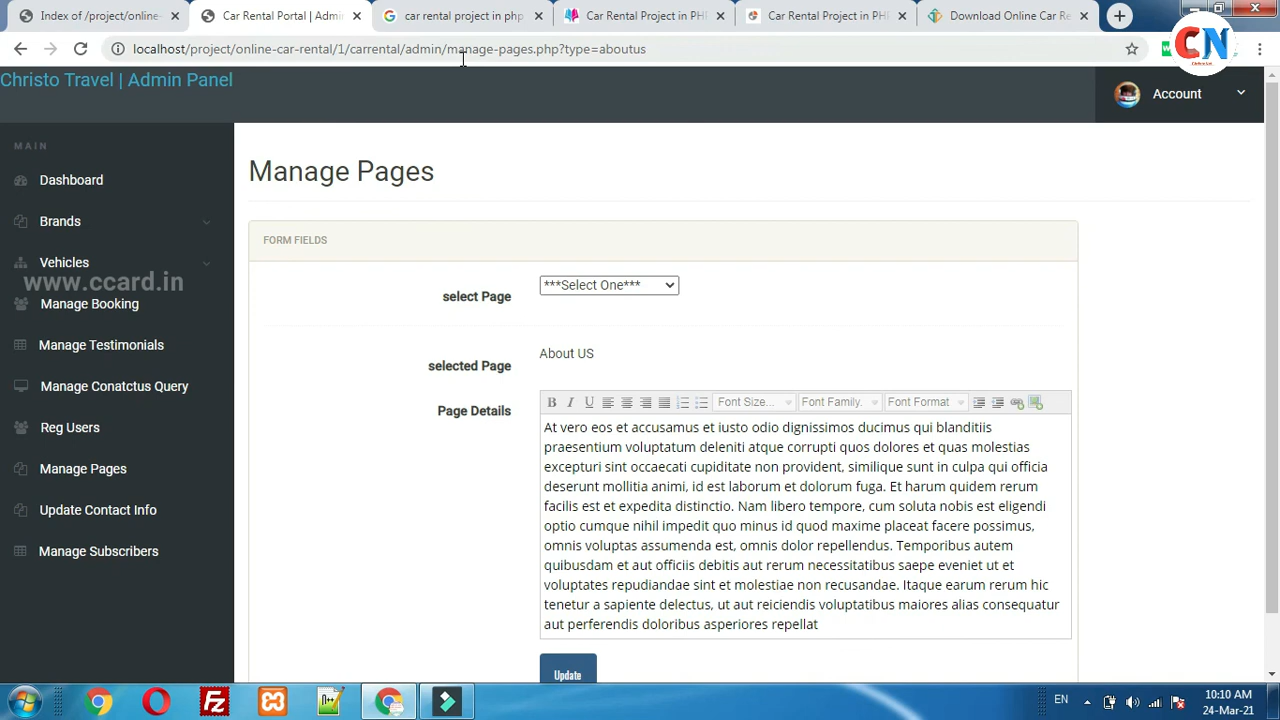 Index of /project/online-
Car Rental Portal | Admi
car rental project in php
Car Rental Project in PHP
Car Rental Project in PHP
Download Online Car Re
localhost/project/online-car-rental/1/carrental/admin/manage-pages.php?type=aboutus
CN
Christo Travel | Admin Panel
Account
MAIN
Dashboard
Brands
Vehicles
www.ccard.in
Manage Booking
Manage Testimonials
Manage Conatctus Query
Reg Users
Manage Pages
Update Contact Info
Manage Subscribers
Manage Pages
FORM FIELDS
select Page
***Select One***
selected Page
About US
Page Details
B I U
Font Size...
Font Family.
Font Format
At vero eos et accusamus et iusto odio dignissimos ducimus qui blanditiis
praesentium voluptatum deleniti atque corrupti quos dolores et quas molestias
excepturi sint occaecati cupiditate non provident, similique sunt in culpa qui officia
deserunt mollitia animi, id est laborum et dolorum fuga. Et harum quidem rerum
facilis est et expedita distinctio. Nam libero tempore, cum soluta nobis est eligendi
optio cumque nihil impedit quo minus id quod maxime placeat facere possimus,
omnis voluptas assumenda est, omnis dolor repellendus. Temporibus autem
quibusdam et aut officiis debitis aut rerum necessitatibus saepe eveniet ut et
voluptates repudiandae sint et molestiae non recusandae. Itaque earum rerum hic
tenetur a sapiente delectus, ut aut reiciendis voluptatibus maiores alias consequatur
aut perferendis doloribus asperiores repellat
Update
EN
10:10 AM
24-Mar-21